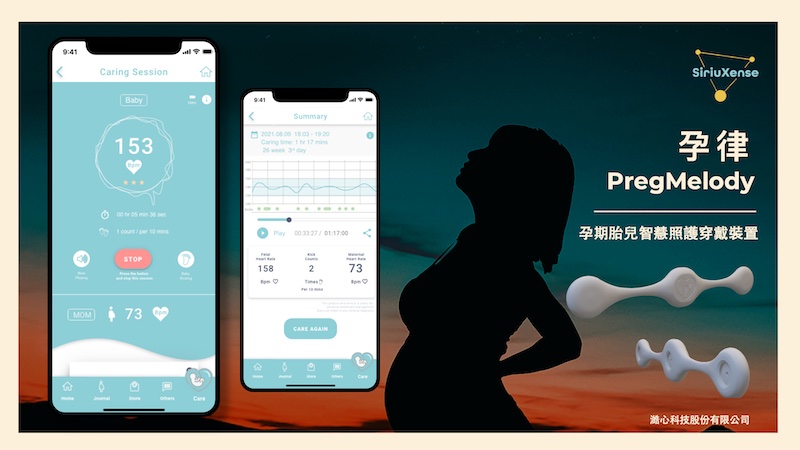 9:41
Caring Session
Baby
153
Bpm
00 hr 05 min 36 sec
1 count / per 10 mins
STOP
Press the button
and stop this session
MOM
73
Bpm
Home
Journal
Store
Others
Care
9:41
Summary
2021.08.09 18:03 - 19:20
Caring time: 1 hr 17 mins
26 week 3rd day
Play
00:33:27 / 01:17:00
Fetal
Heart Rate
158
Bpm
Kick
Counts
2
Times
Per 10 mins
Maternal
Heart Rate
73
Bpm
CARE AGAIN
Home
Journal
Store
Others
Care
SiriuXense
孕律
PregMelody
孕期胎兒智慧照護穿戴裝置
濰心科技股份有限公司